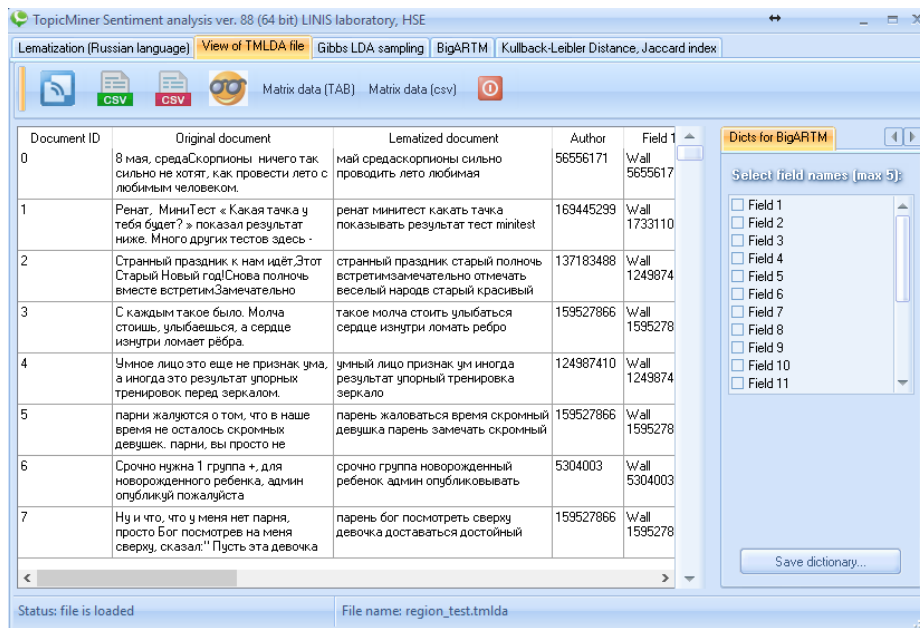 TopicMiner Sentiment analysis ver. 88 (64 bit) LINIS laboratory, HSE
Lematization (Russian language) View of TMLDA file Gibbs LDA sampling BigARTM Kullback-Leibler Distance, Jaccard index
CSV CSV Matrix data (TAB) Matrix data (csv)
Document ID Original document Lematized document Author Field 1
0 8 мая, средаСкорпионы ничего так май средаскорпионы сильно 56556171 Wall
сильно не хотят, как провести лето с проводить лето любимая 5655617
любимым человеком.
1 Ренат, МиниТест « Какая тачка у ренат минитест какать тачка 169445299 Wall
тебя будет? » показал результат показывать результат тест minitest 1733110
ниже. Много других тестов здесь -
2 Странный праздник к нам идёт,Этот странный праздник старый полночь 137183488 Wall
Старый Новый год!Снова полночь встретимзамечательно отмечать 1249874
вместе встретим.Замечательно веселый народв старый красивый
3 С каждым такое было. Молча такое молча стоить улыбаться 159527866 Wall
стоишь, улыбаешься, а сердце сердце изнутри ломать ребро 1595278
изнутри ломает рёбра.
4 Умное лицо это еще не признак ума, умный лицо признак ум иногда 124987410 Wall
а иногда это результат упорных результат упорный тренировка 1249874
тренировок перед зеркалом. зеркало
5 парни жалуются о том, что в наше парень жаловаться время скромный 159527866 Wall
время не осталось скромных девушка парень замечать скромный 1595278
девушек. парни, вы просто не
6 Срочно нужна 1 группа +, для срочно группа новорожденный 5304003 Wall
новорожденного ребенка, админ ребенок админ опубликовывать 5304003
опубликуй пожалуйста
7 Ну и что, что у меня нет парня, парень бог посмотреть сверху 159527866 Wall
просто Бог посмотрев на меня девочка доставаться достойный 1595278
сверху, сказал:" Пусть эта девочка
Dicts for BigARTM
Select field names (max 5):
Field 1
Field 2
Field 3
Field 4
Field 5
Field 6
Field 7
Field 8
Field 9
Field 10
Field 11
Save dictionary...
Status: file is loaded File name: region_test.tmlda